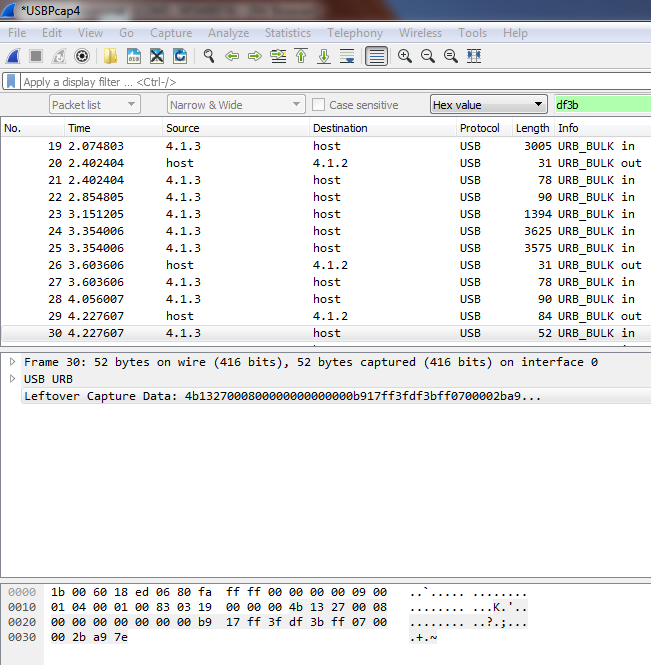 *USBPcap4
File Edit View Go Capture Analyze Statistics Telephony Wireless Tools Help
Apply a display filter ... <Ctrl-/>
Packet list Narrow & Wide Case sensitive Hex value df3b
No. Time Source Destination Protocol Length Info
19 2.074803 4.1.3 host USB 3005 URB_BULK in
20 2.402404 host 4.1.2 USB 31 URB_BULK out
21 2.402404 4.1.3 host USB 78 URB_BULK in
22 2.854805 4.1.3 host USB 90 URB_BULK in
23 3.151205 4.1.3 host USB 1394 URB_BULK in
24 3.354006 4.1.3 host USB 3625 URB_BULK in
25 3.354006 4.1.3 host USB 3575 URB_BULK in
26 3.603606 host 4.1.2 USB 31 URB_BULK out
27 3.603606 4.1.3 host USB 78 URB_BULK in
28 4.056007 4.1.3 host USB 90 URB_BULK in
29 4.227607 host 4.1.2 USB 84 URB_BULK out
30 4.227607 4.1.3 host USB 52 URB_BULK in
Frame 30: 52 bytes on wire (416 bits), 52 bytes captured (416 bits) on interface 0
USB URB
Leftover Capture Data: 4b1327000800000000000000b917ff3fdf3bff0700002ba9...
0000 1b 00 60 18 ed 06 80 fa ff ff 00 00 00 00 09 00 ..`..... ........
0010 01 04 00 01 00 83 03 19 00 00 00 4b 13 27 00 08 ........ ...K.'..
0020 00 00 00 00 00 00 00 b9 17 ff 3f df 3b ff 07 00 ........ ..?.;...
0030 00 2b a9 7e .+.~